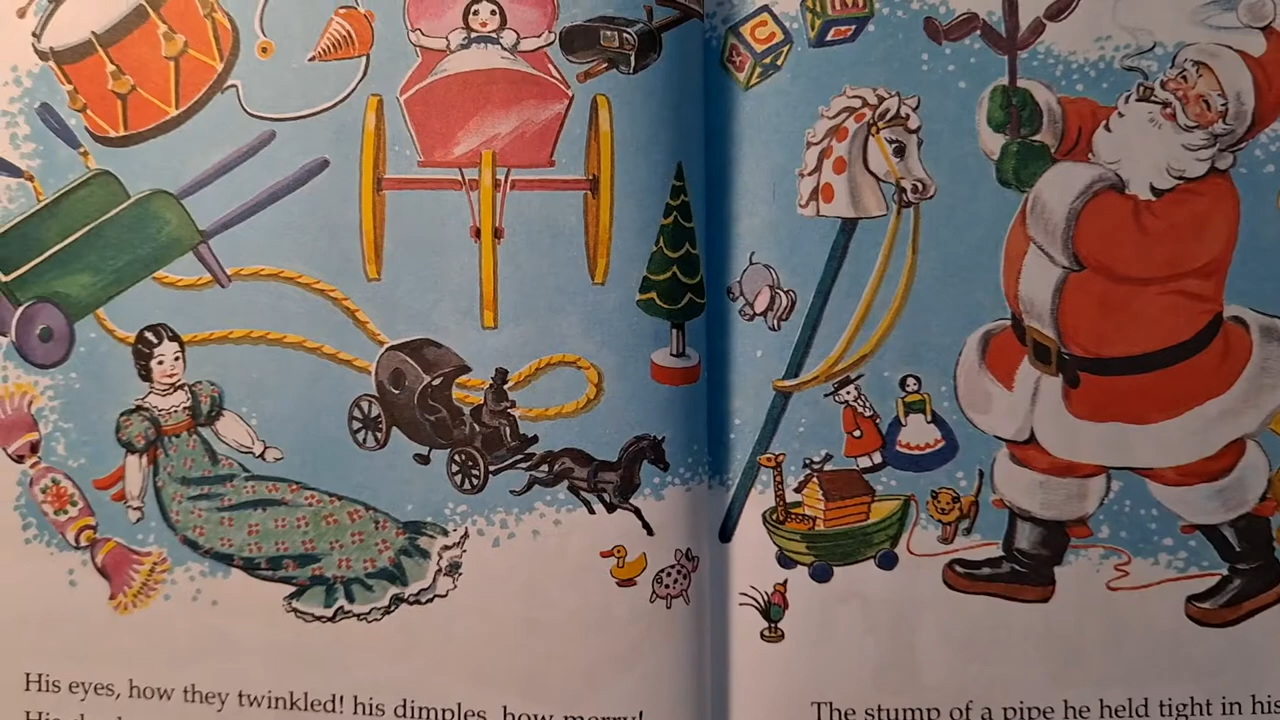 C
M
His eyes, how they twinkled! his dimples, how merry!
The stump of a pipe he held tight in his